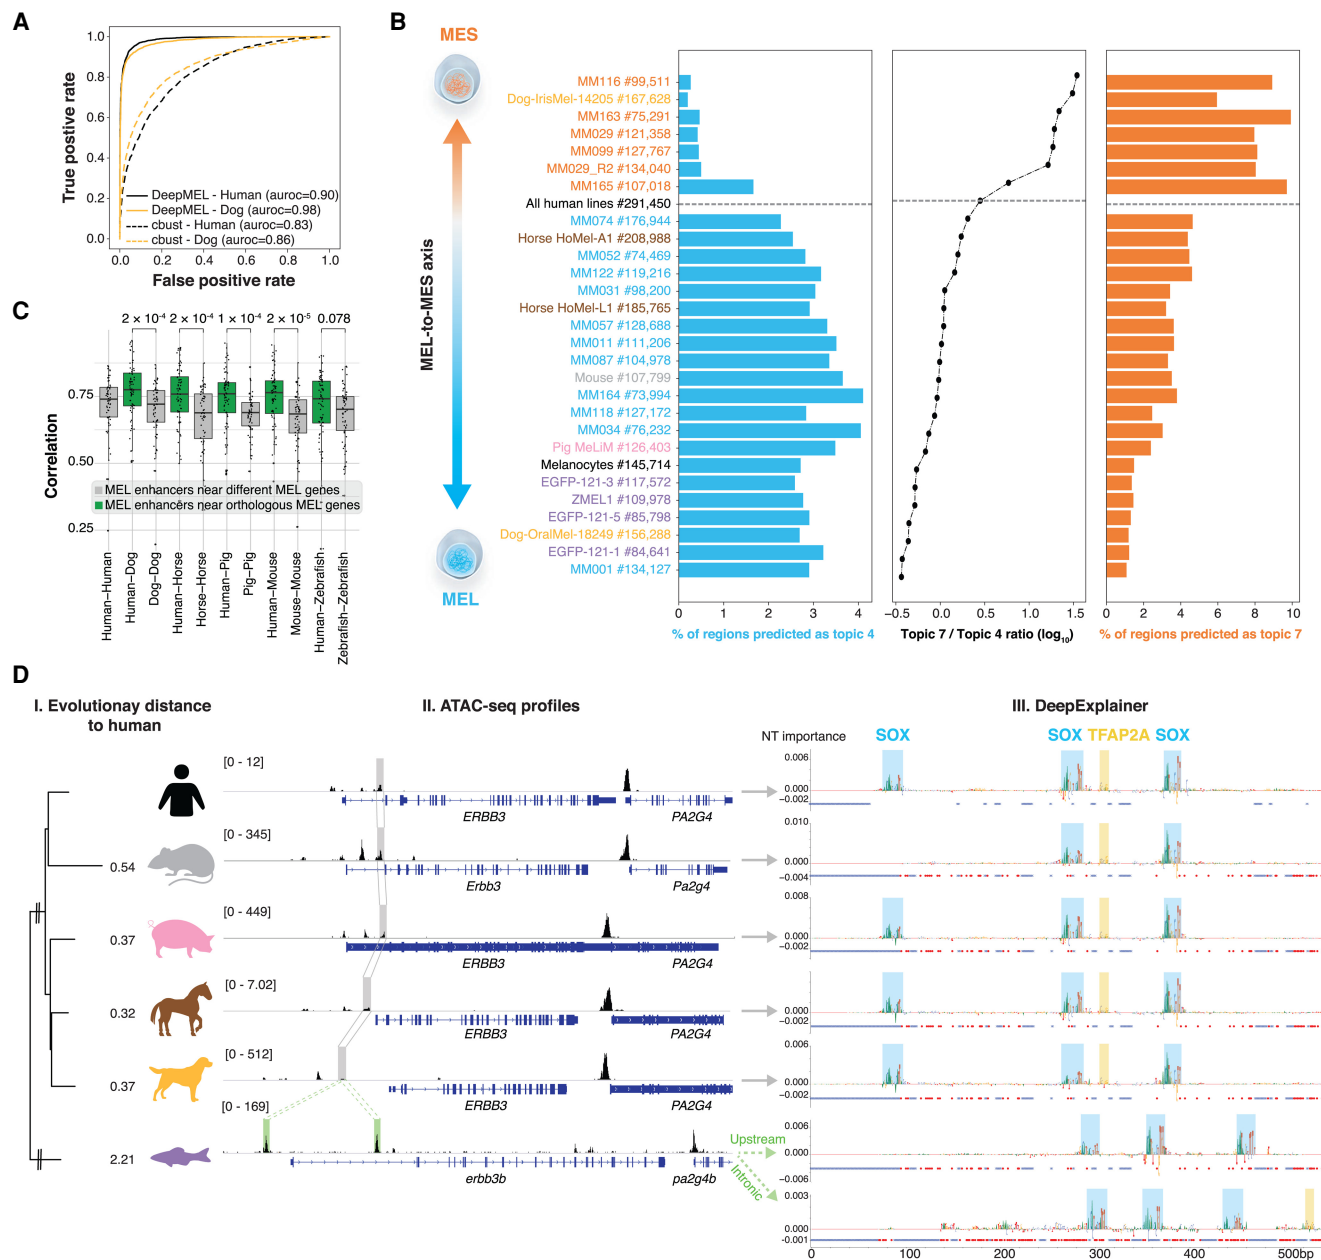 A
True postive rate
1.0
0.8
0.6
0.4
0.2
0.0
DeepMEL - Human (auroc=0.90)
DeepMEL - Dog (auroc=0.98)
cbust - Human (auroc=0.83)
cbust - Dog (auroc=0.86)
0.0 0.2 0.4 0.6 0.8 1.0
False positive rate
B
MES
MEL-to-MES axis
MEL
MM116 #99,511
Dog-IrisMel-14205 #167,628
MM163 #75,291
MM029 #121,358
MM099 #127,767
MM029_R2 #134,040
MM165 #107,018
All human lines #291,450
MM074 #176,944
Horse HoMel-A1 #208,988
MM052 #74,469
MM122 #119,216
MM031 #98,200
Horse HoMel-L1 #185,765
MM057 #128,688
MM011 #111,206
MM087 #104,978
Mouse #107,799
MM164 #73,994
MM118 #127,172
MM034 #76,232
Pig MeLiM #126,403
Melanocytes #145,714
EGFP-121-3 #117,572
ZMEL1 #109,978
EGFP-121-5 #85,798
Dog-OralMel-18249 #156,288
EGFP-121-1 #84,641
MM001 #134,127
0 1 2 3 4
% of regions predicted as topic 4
−0.5 0.0 0.5 1.0 1.5
Topic 7 / Topic 4 ratio (log10)
0 2 4 6 8 10
% of regions predicted as topic 7
C
2 × 10-4 2 × 10-4 1 × 10-4 2 × 10-5 0.078
Correlation
0.75
0.50
0.25
MEL enhancers near different MEL genes
MEL enhancers near orthologous MEL genes
Human−Human
Human−Dog
Dog−Dog
Human−Horse
Horse−Horse
Human−Pig
Pig−Pig
Human−Mouse
Mouse−Mouse
Human−Zebrafish
Zebrafish−Zebrafish
D
I. Evolutionay distance
to human
II. ATAC-seq profiles
III. DeepExplainer
NT importance
SOX SOX TFAP2A SOX
[0 - 12]
ERBB3 PA2G4
0.006
0.000
−0.002
0.54
[0 - 345]
Erbb3 Pa2g4
0.010
0.000
−0.004
0.37
[0 - 449]
ERBB3 PA2G4
0.008
0.000
−0.002
0.32
[0 - 7.02]
ERBB3 PA2G4
0.006
0.000
−0.002
0.37
[0 - 512]
ERBB3 PA2G4
0.006
0.000
−0.002
2.21
[0 - 169]
erbb3b pa2g4b
Upstream
Intronic
0.006
0.000
−0.006
0.003
0.000
−0.001
0 100 200 300 400 500bp